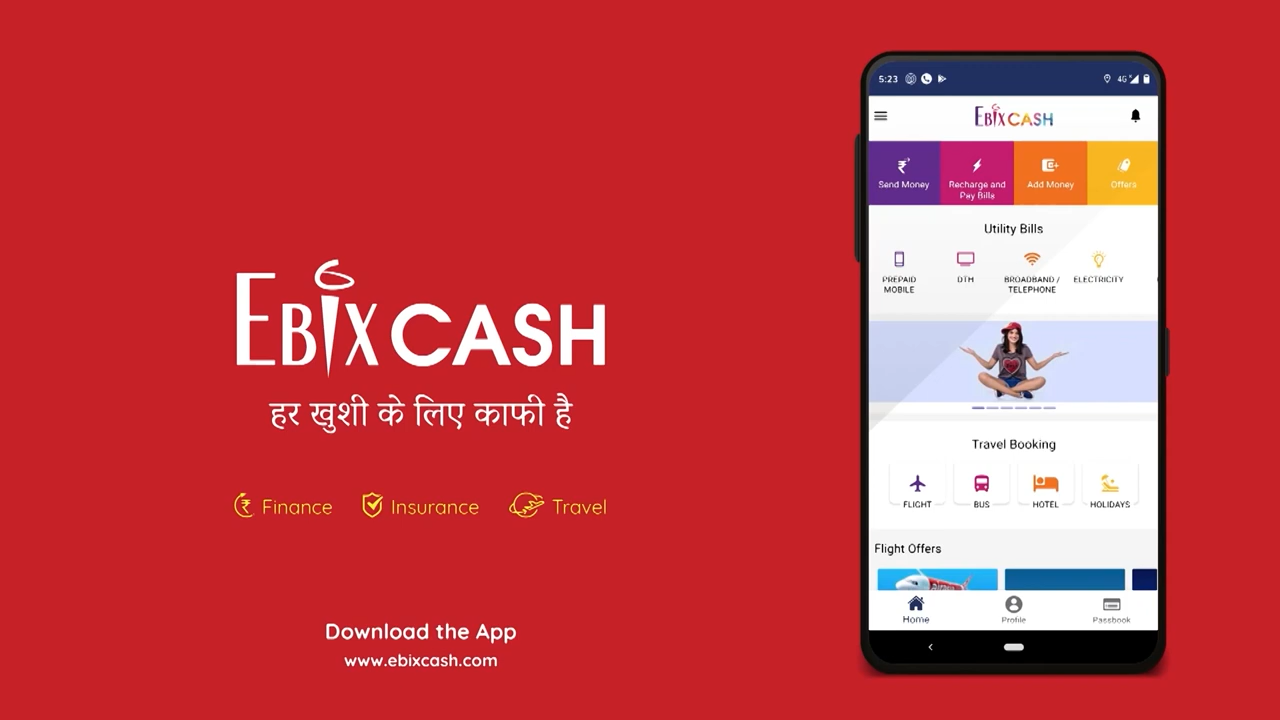 EBIXCASH
हर खुशी के लिए काफी है
Finance
Insurance
Travel
Download the App
www.ebixcash.com
5:23
4G
EBIXCASH
Send Money
Recharge and
Pay Bills
Add Money
Offers
Utility Bills
PREPAID
MOBILE
DTH
BROADBAND /
TELEPHONE
ELECTRICITY
Travel Booking
FLIGHT
BUS
HOTEL
HOLIDAYS
Flight Offers
Home
Profile
Passbook